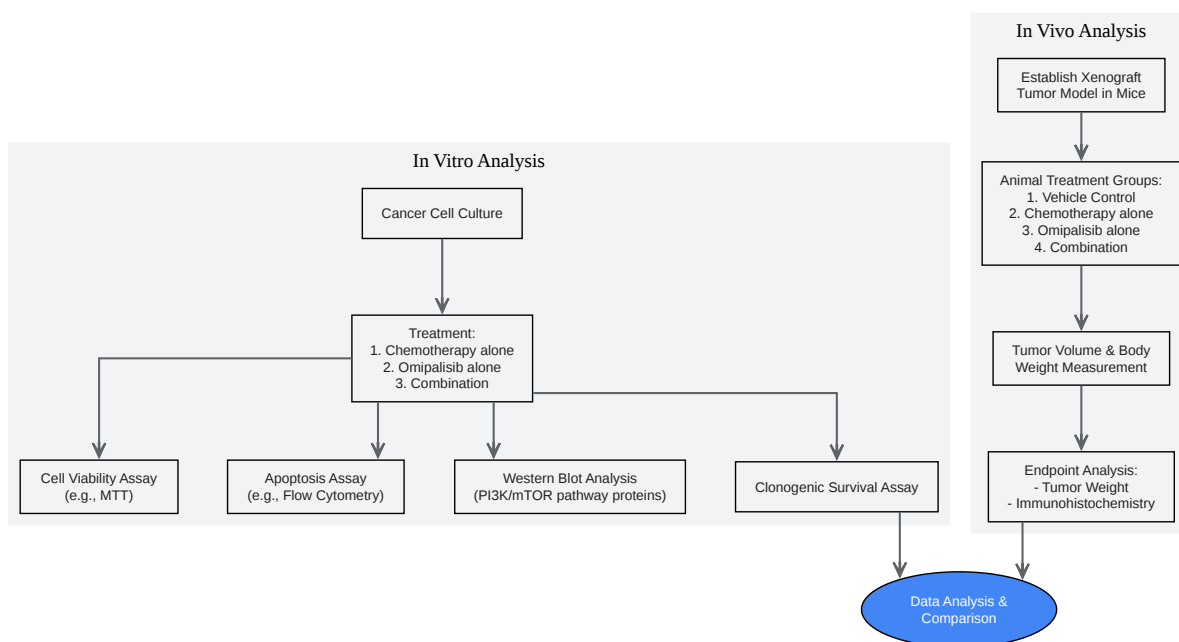 In Vitro Analysis
Cancer Cell Culture
Treatment:
1. Chemotherapy alone
2. Omipalisib alone
3. Combination
Cell Viability Assay
(e.g., MTT)
Apoptosis Assay
(e.g., Flow Cytometry)
Western Blot Analysis
(PI3K/mTOR pathway proteins)
Clonogenic Survival Assay
In Vivo Analysis
Establish Xenograft
Tumor Model in Mice
Animal Treatment Groups:
1. Vehicle Control
2. Chemotherapy alone
3. Omipalisib alone
4. Combination
Tumor Volume & Body
Weight Measurement
Endpoint Analysis:
- Tumor Weight
- Immunohistochemistry
Data Analysis &
Comparison